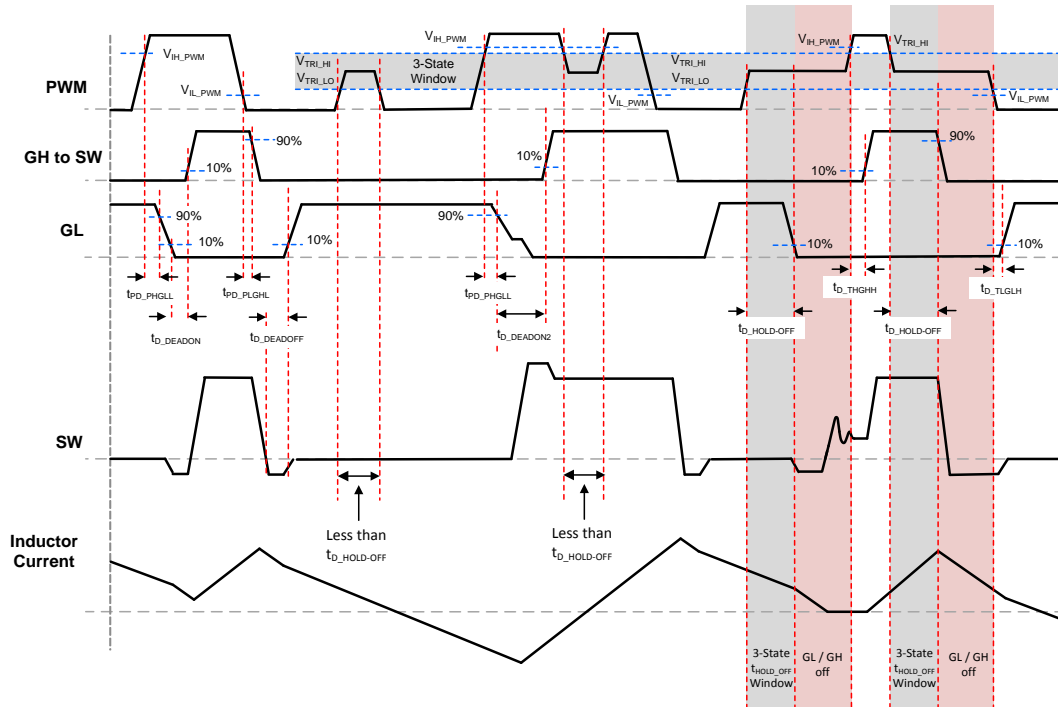 PWM
V_IH_PWM
V_IL_PWM
V_TRI_HI
V_TRI_LO
3-State
Window
V_IH_PWM
V_TRI_HI
V_TRI_LO
V_IL_PWM
V_IH_PWM
V_TRI_HI
V_IL_PWM
GH to SW
10%
90%
10%
10%
90%
GL
90%
10%
10%
90%
10%
10%
t_PD_PHGLL
t_PD_PLGHL
t_D_DEADON
t_D_DEADOFF
t_PD_PHGLL
t_D_DEADON2
t_D_THGHH
t_D_TLGLH
t_D_HOLD-OFF
t_D_HOLD-OFF
SW
Less than
t_D_HOLD-OFF
Less than
t_D_HOLD-OFF
Inductor
Current
3-State
t_HOLD_OFF
Window
GL / GH
off
3-State
t_HOLD_OFF
Window
GL / GH
off